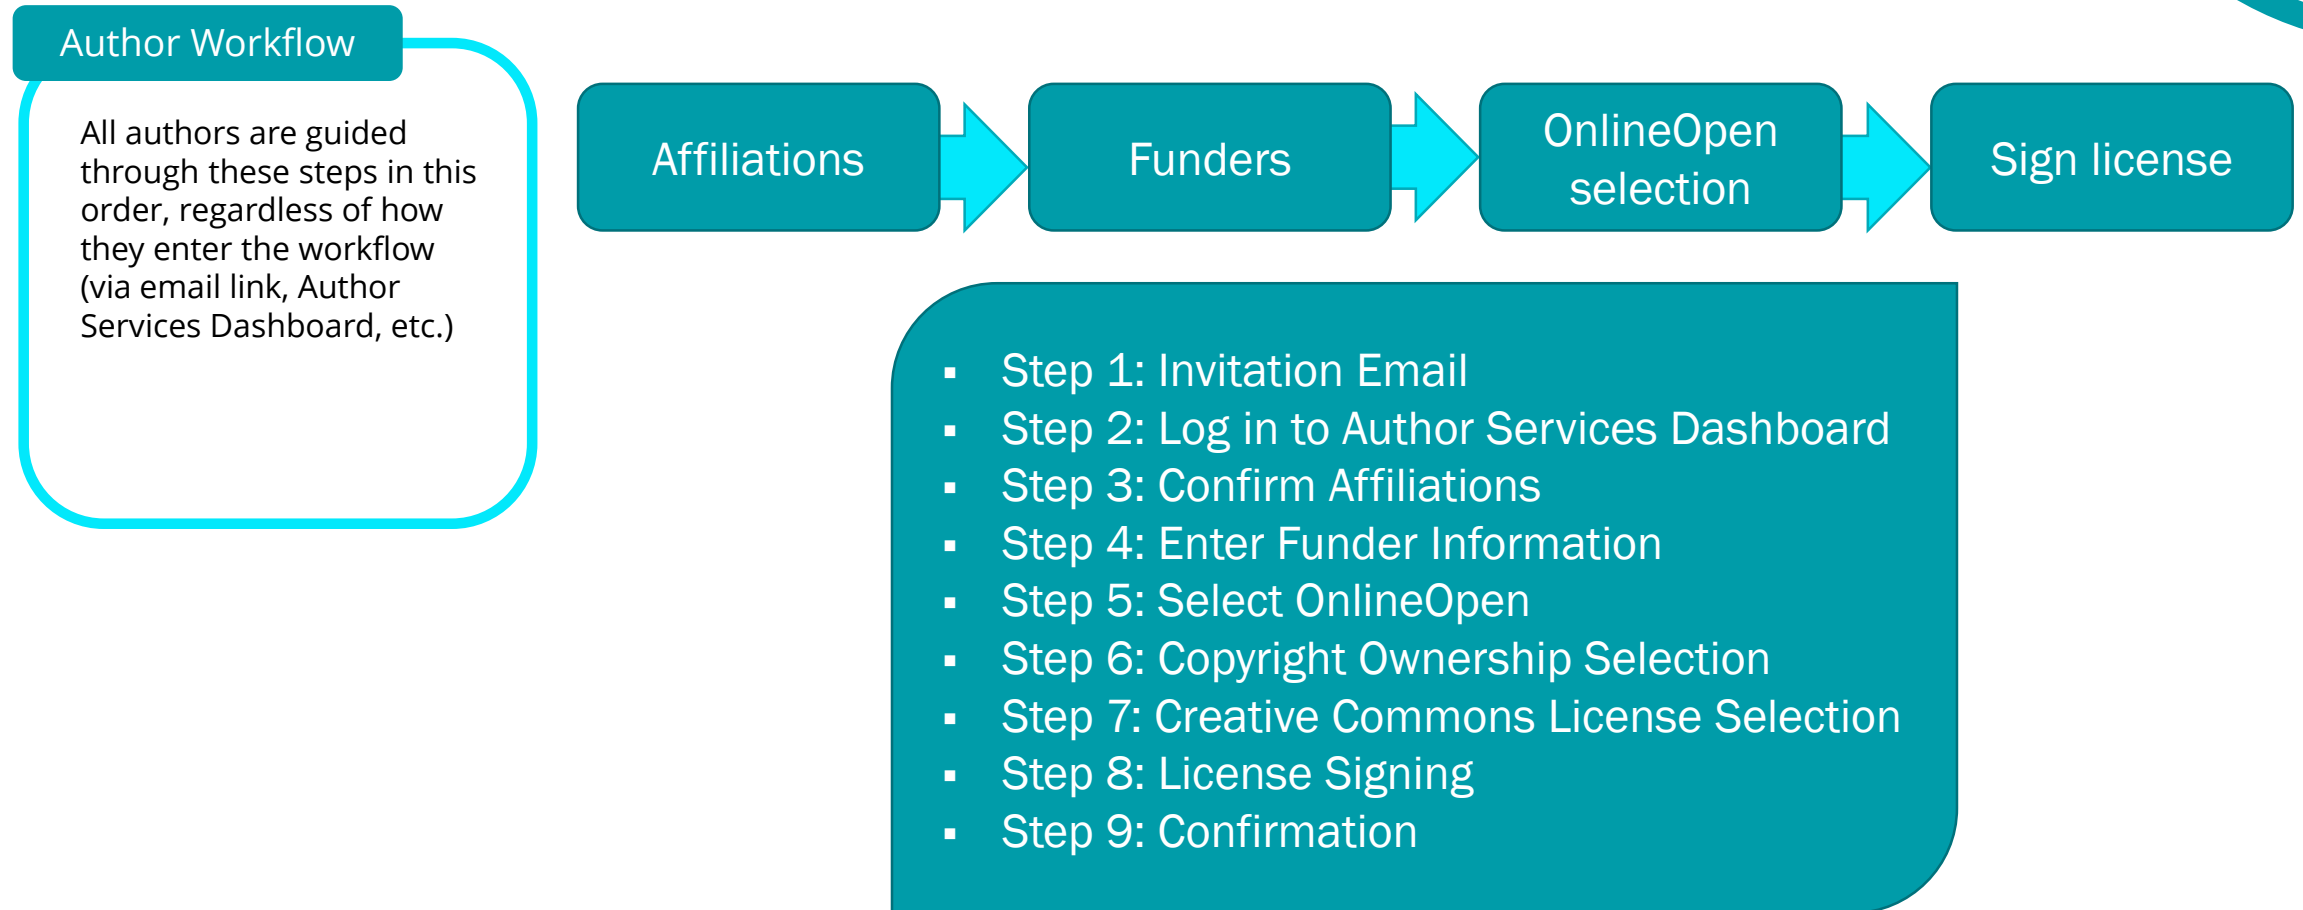 Author Workflow
All authors are guided
through these steps in this
order, regardless of how
they enter the workflow
(via email link, Author
Services Dashboard, etc.)
Affiliations
Funders
OnlineOpen
selection
Sign license
▪ Step 1: Invitation Email
▪ Step 2: Log in to Author Services Dashboard
▪ Step 3: Confirm Affiliations
▪ Step 4: Enter Funder Information
▪ Step 5: Select OnlineOpen
▪ Step 6: Copyright Ownership Selection
▪ Step 7: Creative Commons License Selection
▪ Step 8: License Signing
▪ Step 9: Confirmation